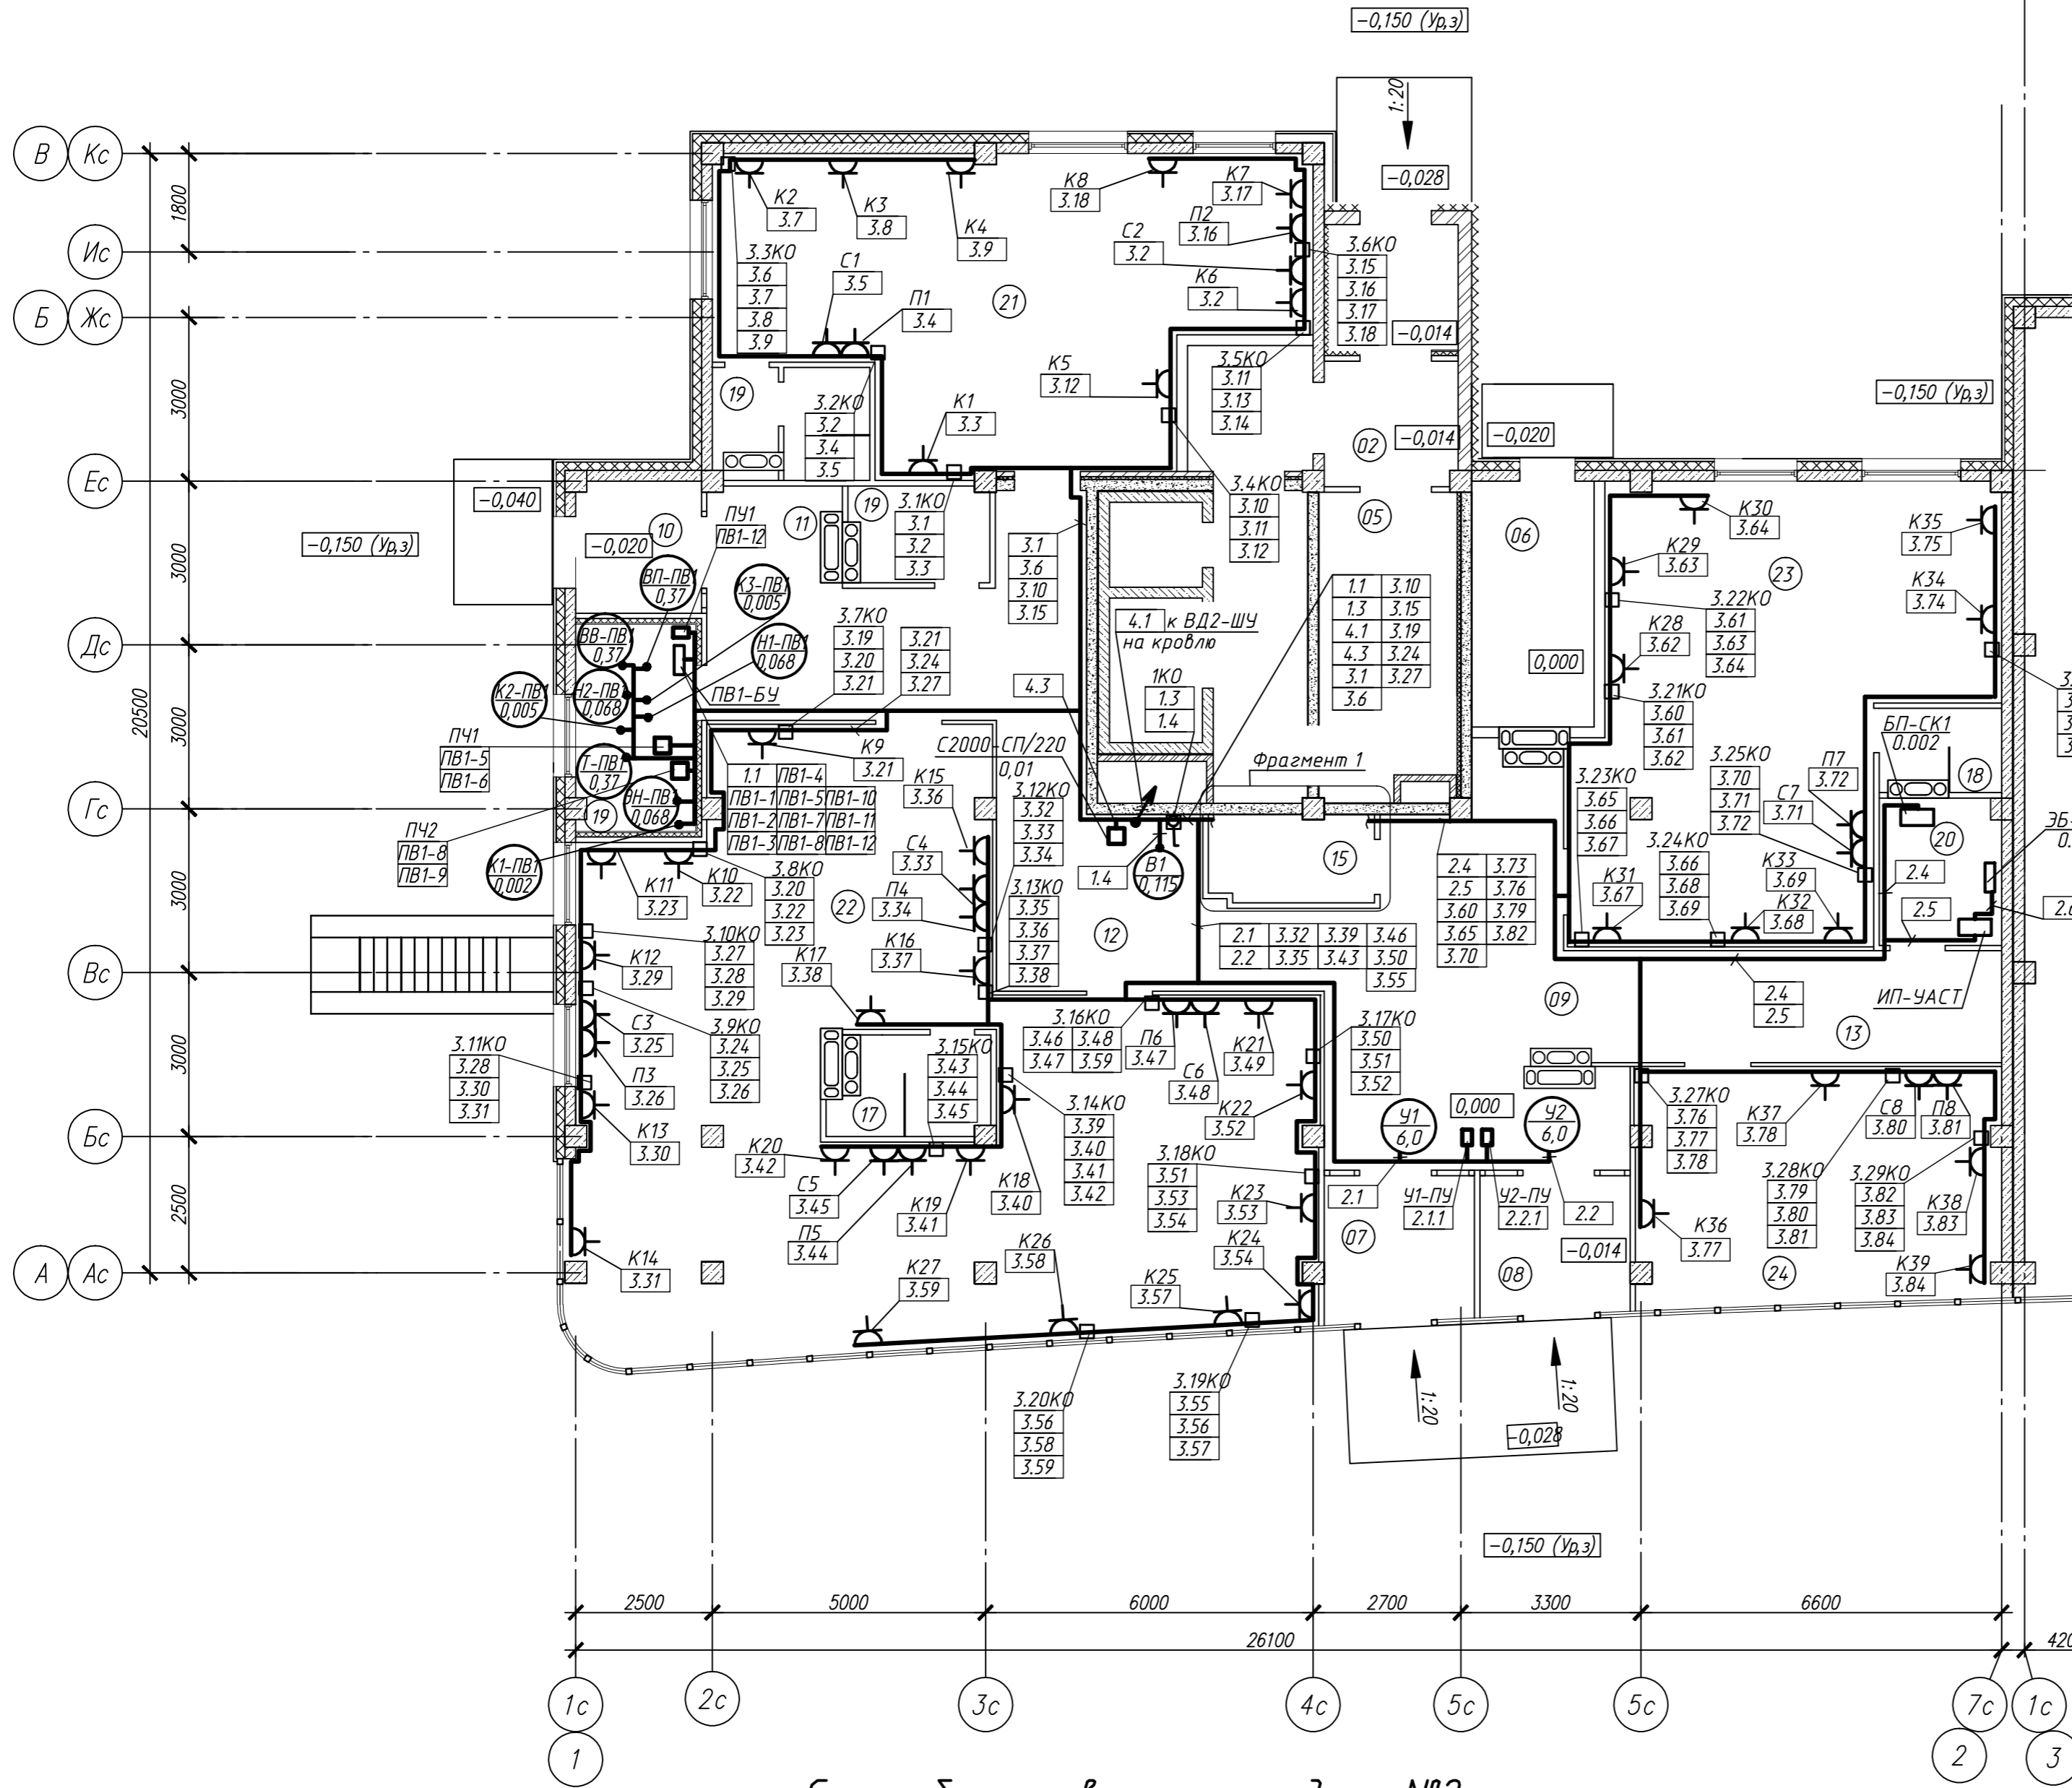 -0,150 (Ур,з)
1:20
-0,028
В Кс
Ис
Б Жс
Ес
Дс
Гс
Вс
Бс
А Ас
1800
3000
3000
3000
3000
3000
3000
2500
20500
К2
3.7
К3
3.8
К4
3.9
К8
3.18
К7
3.17
П2
3.16
С2
3.2
К6
3.2
3.3КО
3.6
3.7
3.8
3.9
С1
3.5
П1
3.4
21
3.6КО
3.15
3.16
3.17
3.18
-0,014
К5
3.12
3.5КО
3.11
3.13
3.14
19
3.2КО
3.2
3.4
3.5
К1
3.3
02
-0,014
-0,020
-0,150 (Ур,з)
-0,040
-0,150 (Ур,з)
10
-0,020
ПУ1
ПВ1-12
11
19
3.1КО
3.1
3.2
3.3
3.1
3.6
3.10
3.15
3.4КО
3.10
3.11
3.12
05
06
К30
3.64
К29
3.63
23
К35
3.75
К34
3.74
ВП-ПВ1
0,37
К3-ПВ1
0,005
ВВ-ПВ1
0,37
Н1-ПВ1
0,068
К2-ПВ1
0,005
Н2-ПВ1
0,068
ПВ1-БУ
3.7КО
3.19
3.20
3.21
3.21
3.24
3.27
4.1 к ВД2-ШУ
на кровлю
1.1 3.10
1.3 3.15
4.1 3.19
4.3 3.24
3.1 3.27
3.6
4.3
1КО
1.3
1.4
0,000
К28
3.62
3.22КО
3.61
3.63
3.64
3.21КО
3.60
3.61
3.62
ПЧ1
ПВ1-5
ПВ1-6
Т-ПВ1
0,37
ВН-ПВ1
0,068
19
ПЧ2
ПВ1-8
ПВ1-9
К1-ПВ1
0,002
К9
3.21
1.1 ПВ1-4
ПВ1-1 ПВ1-5 ПВ1-10
ПВ1-2 ПВ1-7 ПВ1-11
ПВ1-3 ПВ1-8 ПВ1-12
С2000-СП/220
0,01
К15
3.36
3.12КО
3.32
3.33
3.34
Фрагмент 1
15
3.23КО
3.65
3.66
3.67
3.25КО
3.70
3.71
3.72
БП-СК1
0.002
П7
3.72
С7
3.71
18
20
К11
3.23
К10
3.22
3.8КО
3.20
3.22
3.23
22
С4
3.33
П4
3.34
К16
3.37
3.13КО
3.35
3.36
3.37
3.38
1.4
В1
0,115
12
2.1 3.32 3.39 3.46
2.2 3.35 3.43 3.50
3.55
2.4 3.73
2.5 3.76
3.60 3.79
3.65 3.82
3.70
К31
3.67
3.24КО
3.66
3.68
3.69
К33
3.69
К32
3.68
2.4
2.5
К12
3.29
3.10КО
3.27
3.28
3.29
К17
3.38
С3
3.25
П3
3.26
3.9КО
3.24
3.25
3.26
3.11КО
3.28
3.30
3.31
К13
3.30
К14
3.31
3.15КО
3.43
3.44
3.45
17
3.16КО
3.46 3.48
3.47 3.59
П6
3.47
С6
3.48
К21
3.49
3.17КО
3.50
3.51
3.52
К22
3.52
09
2.4
2.5
ИП-УАСТ
13
К20
3.42
С5
3.45
П5
3.44
К19
3.41
К18
3.40
3.14КО
3.39
3.40
3.41
3.42
3.18КО
3.51
3.53
3.54
К23
3.53
К24
3.54
К25
3.57
К26
3.58
К27
3.59
У1
6,0
0,000
У2
6,0
2.1
У1-ПУ
2.1.1
У2-ПУ
2.2.1
2.2
07
08
-0,014
3.27КО
3.76
3.77
3.78
К36
3.77
К37
3.78
С8
3.80
П8
3.81
3.28КО
3.79
3.80
3.81
3.29КО
3.82
3.83
3.84
К38
3.83
К39
3.84
24
3.20КО
3.56
3.58
3.59
3.19КО
3.55
3.56
3.57
1:20
1:20
-0,028
-0,150 (Ур,з)
2500
5000
6000
2700
3300
6600
26100
1с
2с
3с
4с
5с
5с
7с
1с
1
2
3